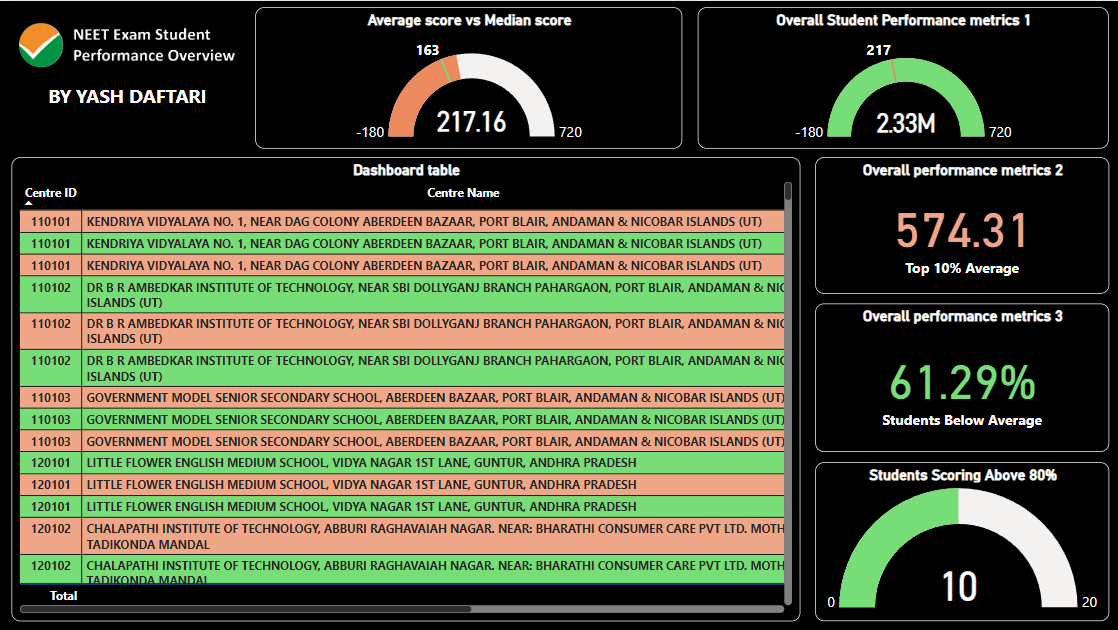 NEET Exam Student
Performance Overview
BY YASH DAFTARI
Average score vs Median score
163
217.16
-180
720
Overall Student Performance metrics 1
217
2.33M
-180
720
Dashboard table
Centre ID Centre Name
110101 KENDRIYA VIDYALAYA NO. 1, NEAR DAG COLONY ABERDEEN BAZAAR, PORT BLAIR, ANDAMAN & NICOBAR ISLANDS (UT)
110101 KENDRIYA VIDYALAYA NO. 1, NEAR DAG COLONY ABERDEEN BAZAAR, PORT BLAIR, ANDAMAN & NICOBAR ISLANDS (UT)
110101 KENDRIYA VIDYALAYA NO. 1, NEAR DAG COLONY ABERDEEN BAZAAR, PORT BLAIR, ANDAMAN & NICOBAR ISLANDS (UT)
110102 DR B R AMBEDKAR INSTITUTE OF TECHNOLOGY, NEAR SBI DOLLYGANJ BRANCH PAHARGAON, PORT BLAIR, ANDAMAN & NIC
ISLANDS (UT)
110102 DR B R AMBEDKAR INSTITUTE OF TECHNOLOGY, NEAR SBI DOLLYGANJ BRANCH PAHARGAON, PORT BLAIR, ANDAMAN & NIC
ISLANDS (UT)
110102 DR B R AMBEDKAR INSTITUTE OF TECHNOLOGY, NEAR SBI DOLLYGANJ BRANCH PAHARGAON, PORT BLAIR, ANDAMAN & NIC
ISLANDS (UT)
110103 GOVERNMENT MODEL SENIOR SECONDARY SCHOOL, ABERDEEN BAZAAR, PORT BLAIR, ANDAMAN & NICOBAR ISLANDS (UT)
110103 GOVERNMENT MODEL SENIOR SECONDARY SCHOOL, ABERDEEN BAZAAR, PORT BLAIR, ANDAMAN & NICOBAR ISLANDS (UT)
110103 GOVERNMENT MODEL SENIOR SECONDARY SCHOOL, ABERDEEN BAZAAR, PORT BLAIR, ANDAMAN & NICOBAR ISLANDS (UT)
120101 LITTLE FLOWER ENGLISH MEDIUM SCHOOL, VIDYA NAGAR 1ST LANE, GUNTUR, ANDHRA PRADESH
120101 LITTLE FLOWER ENGLISH MEDIUM SCHOOL, VIDYA NAGAR 1ST LANE, GUNTUR, ANDHRA PRADESH
120101 LITTLE FLOWER ENGLISH MEDIUM SCHOOL, VIDYA NAGAR 1ST LANE, GUNTUR, ANDHRA PRADESH
120102 CHALAPATHI INSTITUTE OF TECHNOLOGY, ABBURI RAGHAVAIAH NAGAR. NEAR: BHARATHI CONSUMER CARE PVT LTD. MOTH
TADIKONDA MANDAL
120102 CHALAPATHI INSTITUTE OF TECHNOLOGY, ABBURI RAGHAVAIAH NAGAR. NEAR: BHARATHI CONSUMER CARE PVT LTD. MOTH
TADIKONDA MANDAL
Total
Overall performance metrics 2
574.31
Top 10% Average
Overall performance metrics 3
61.29%
Students Below Average
Students Scoring Above 80%
10
0
20